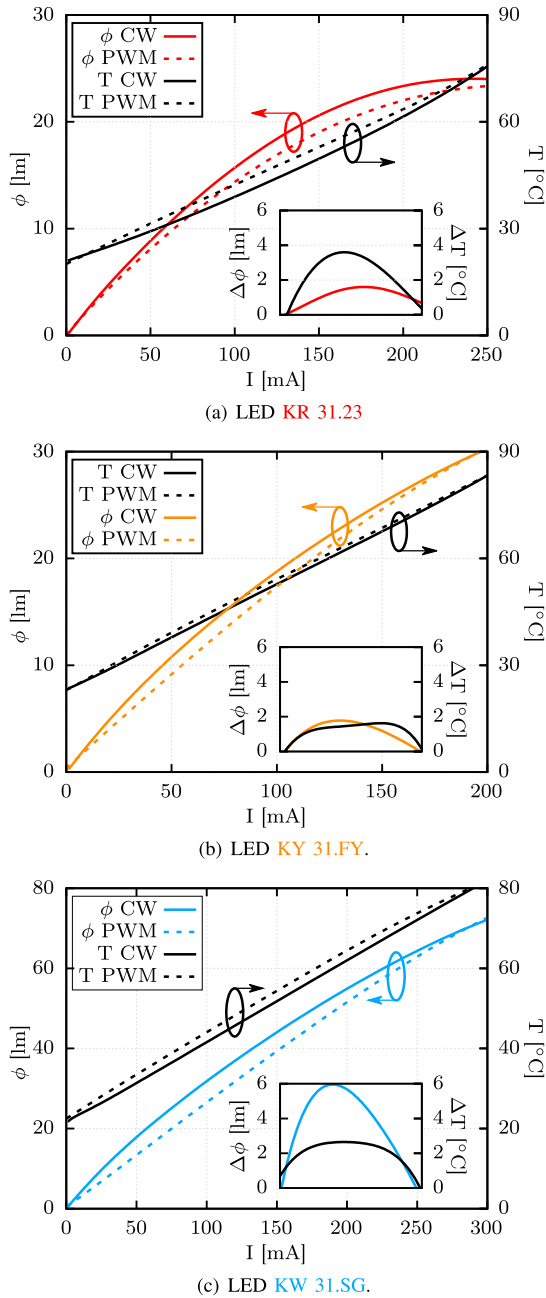 ϕ CW
ϕ PWM
T CW
T PWM
30
20
10
0
ϕ [lm]
90
60
30
0
T [°C]
6
4
2
0
Δϕ [lm]
6
4
2
0
ΔT [°C]
0 50 100 150 200 250
I [mA]
(a) LED KR 31.23
T CW
T PWM
ϕ CW
ϕ PWM
30
20
10
0
ϕ [lm]
90
60
30
0
T [°C]
6
4
2
0
Δϕ [lm]
6
4
2
0
ΔT [°C]
0 50 100 150 200
I [mA]
(b) LED KY 31.FY.
ϕ CW
ϕ PWM
T CW
T PWM
80
60
40
20
0
ϕ [lm]
80
60
40
20
0
T [°C]
6
4
2
0
Δϕ [lm]
6
4
2
0
ΔT [°C]
0 50 100 150 200 250 300
I [mA]
(c) LED KW 31.SG.